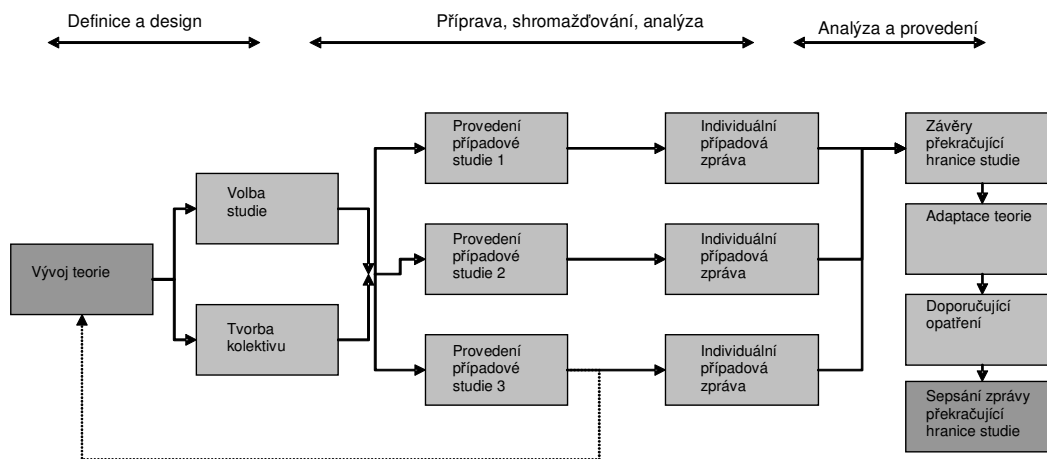 Definice a design
Příprava, shromažďování, analýza
Analýza a provedení
Vývoj teorie
Volba
studie
Tvorba
kolektivu
Provedení
případové
studie 1
Provedení
případové
studie 2
Provedení
případové
studie 3
Individuální
případová
zpráva
Individuální
případová
zpráva
Individuální
případová
zpráva
Závěry
překračující
hranice studie
Adaptace teorie
Doporučující
opatření
Sepsání zprávy
překračující
hranice studie